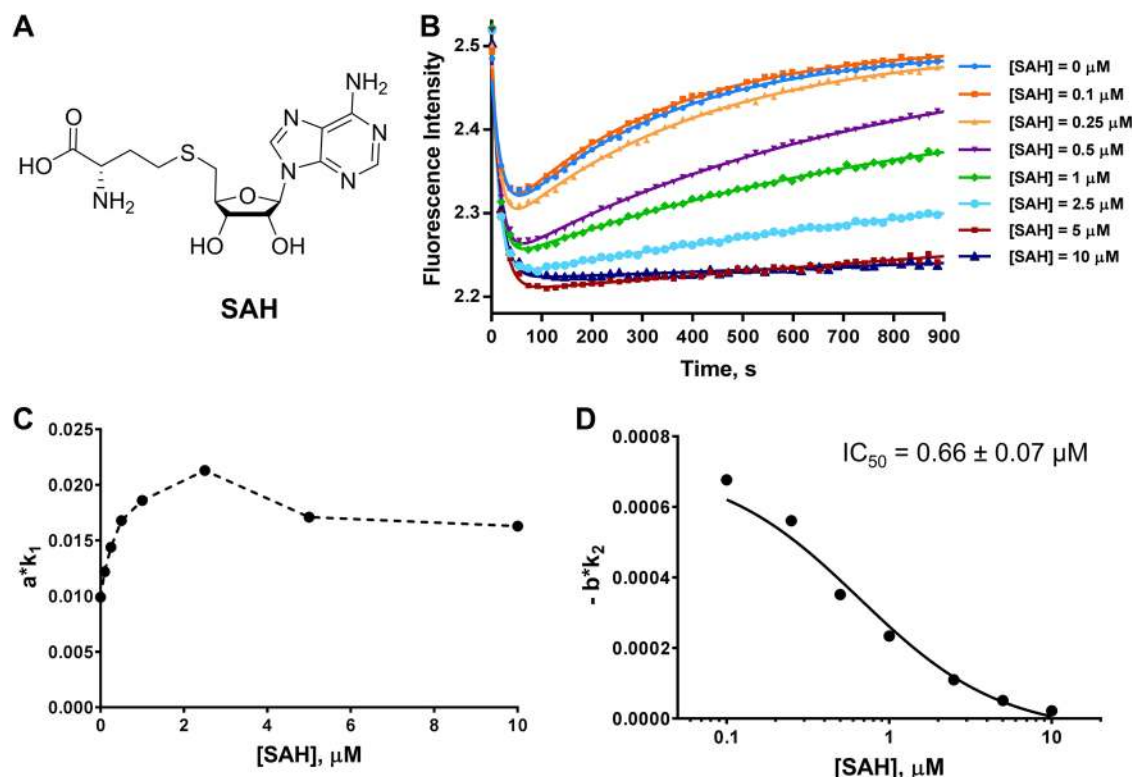 A
NH2
N
N
N
N
O
HO
NH2
S
O
OH
OH
SAH
B
Fluorescence Intensity
2.5
2.4
2.3
2.2
0 100 200 300 400 500 600 700 800 900
Time, s
[SAH] = 0 μM
[SAH] = 0.1 μM
[SAH] = 0.25 μM
[SAH] = 0.5 μM
[SAH] = 1 μM
[SAH] = 2.5 μM
[SAH] = 5 μM
[SAH] = 10 μM
C
a*k1
0.025
0.020
0.015
0.010
0.005
0.000
0 2 4 6 8 10
[SAH], μM
D
IC50 = 0.66 ± 0.07 μM
- b*k2
0.0008
0.0006
0.0004
0.0002
0.0000
0.1 1 10
[SAH], μM